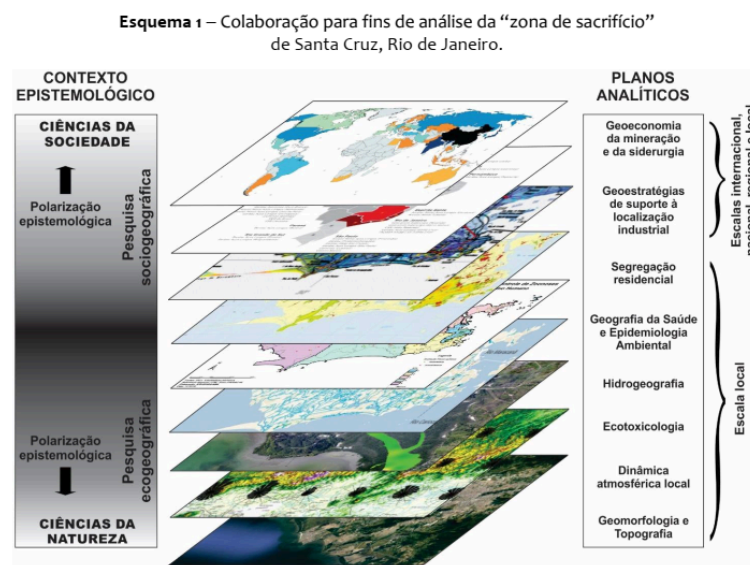 Esquema 1 – Colaboração para fins de análise da “zona de sacrifício”
de Santa Cruz, Rio de Janeiro.
CONTEXTO
EPISTEMOLÓGICO
CIÊNCIAS DA
SOCIEDADE
Polarização
epistemológica
Pesquisa
sociogeográfica
Pesquisa
ecogeográfica
Polarização
epistemológica
CIÊNCIAS DA
NATUREZA
PLANOS
ANALÍTICOS
Geoeconomia
da mineração
e da siderurgia
Geoestratégias
de suporte à
localização
industrial
Segregação
residencial
Geografia da Saúde
e Epidemiologia
Ambiental
Hidrogeografia
Ecotoxicologia
Dinâmica
atmosférica local
Geomorfologia e
Topografia
Escalas internacional,
Escala local